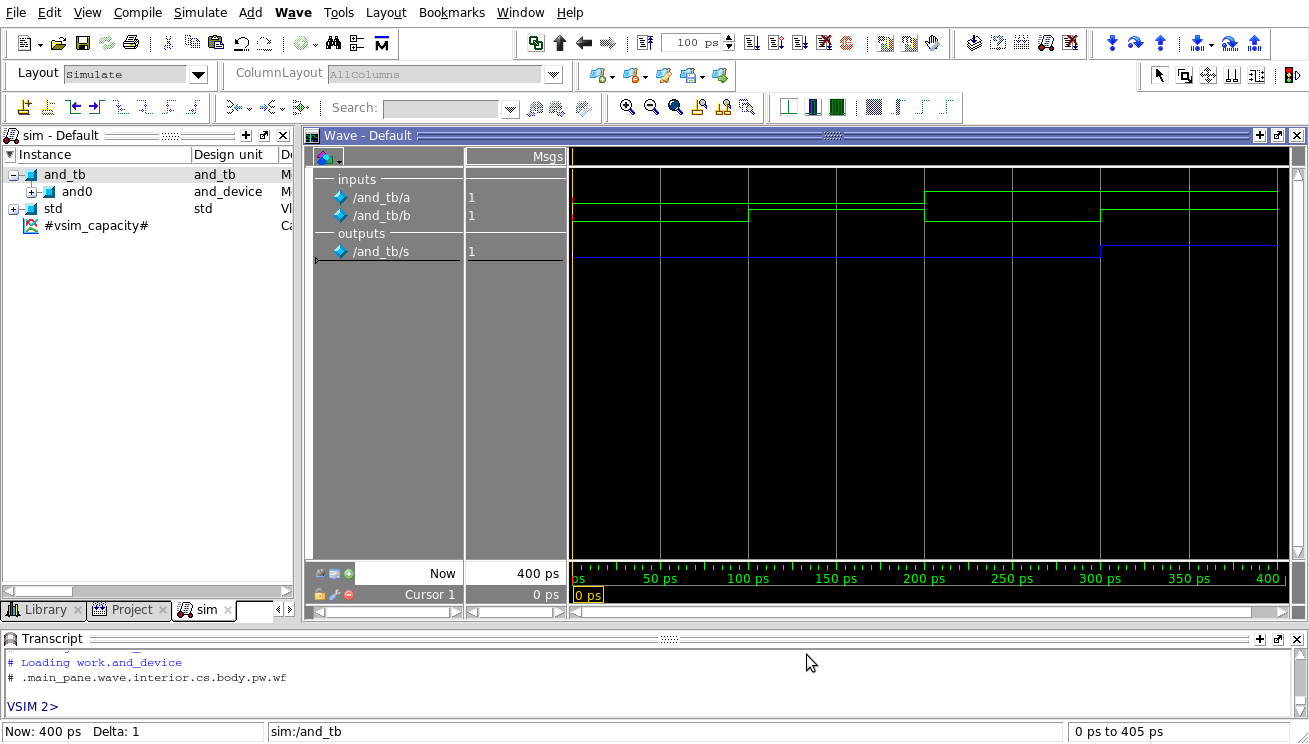 File Edit View Compile Simulate Add Wave Tools Layout Bookmarks Window Help
100 ps
Layout Simulate ColumnLayout AllColumns
Search:
sim - Default
Instance Design unit
and_tb and_tb
and0 and_device
std std
#vsim_capacity#
Library Project sim
Wave - Default
Msgs
inputs
/and_tb/a 1
/and_tb/b 1
outputs
/and_tb/s 1
Now 400 ps
Cursor 1 0 ps
ps 50 ps 100 ps 150 ps 200 ps 250 ps 300 ps 350 ps 400
0 ps
Transcript
# Loading work.and_device
# .main_pane.wave.interior.cs.body.pw.wf
VSIM 2>
Now: 400 ps Delta: 1 sim:/and_tb 0 ps to 405 ps